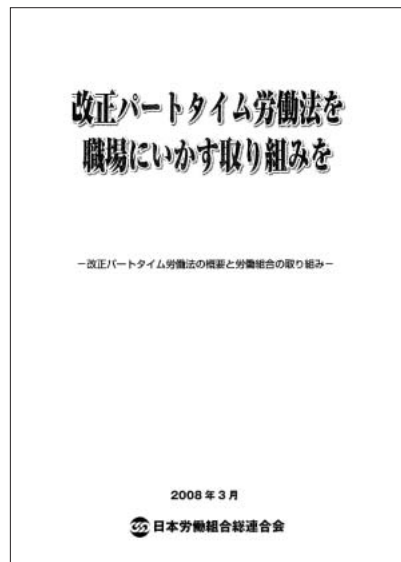 改正パートタイム労働法を
職場にいかす取り組みを
−改正パートタイム労働法の概要と労働組合の取り組み−
2008年3月
日本労働組合総連合会